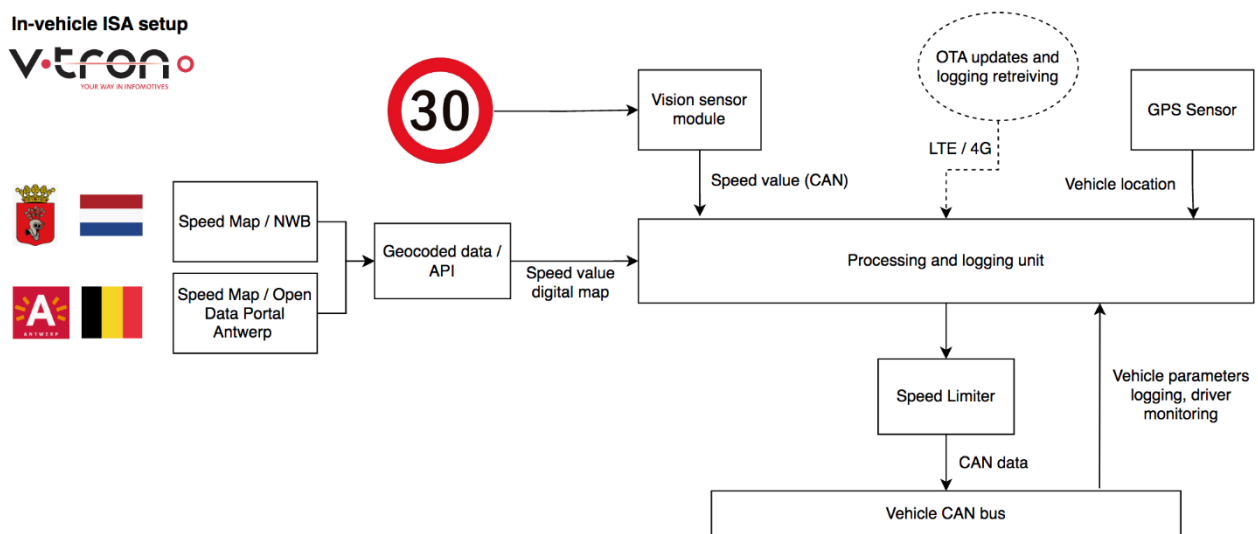 In-vehicle ISA setup
v·tron
YOUR WAY IN INFOMOTIVES
30
Vision sensor
module
OTA updates and
logging retreiving
GPS Sensor
LTE / 4G
Speed value (CAN)
Vehicle location
Speed Map / NWB
Geocoded data /
API
Speed value
digital map
Processing and logging unit
Speed Map / Open
Data Portal
Antwerp
A
ANTWERP
Speed Limiter
Vehicle parameters
logging, driver
monitoring
CAN data
Vehicle CAN bus